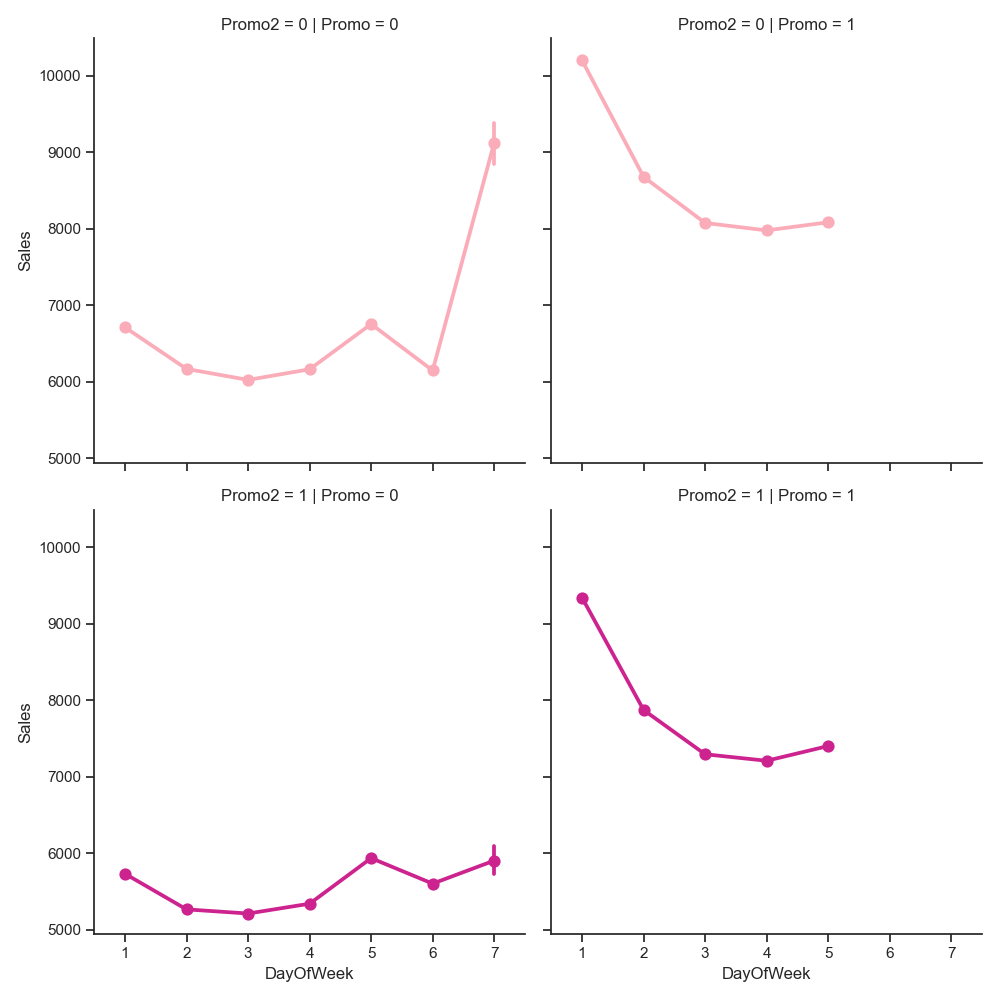 Promo2 = 0 | Promo = 0
Promo2 = 0 | Promo = 1
10000
9000
8000
7000
6000
5000
Sales
Promo2 = 1 | Promo = 0
Promo2 = 1 | Promo = 1
10000
9000
8000
7000
6000
5000
Sales
1 2 3 4 5 6 7
1 2 3 4 5 6 7
DayOfWeek
DayOfWeek